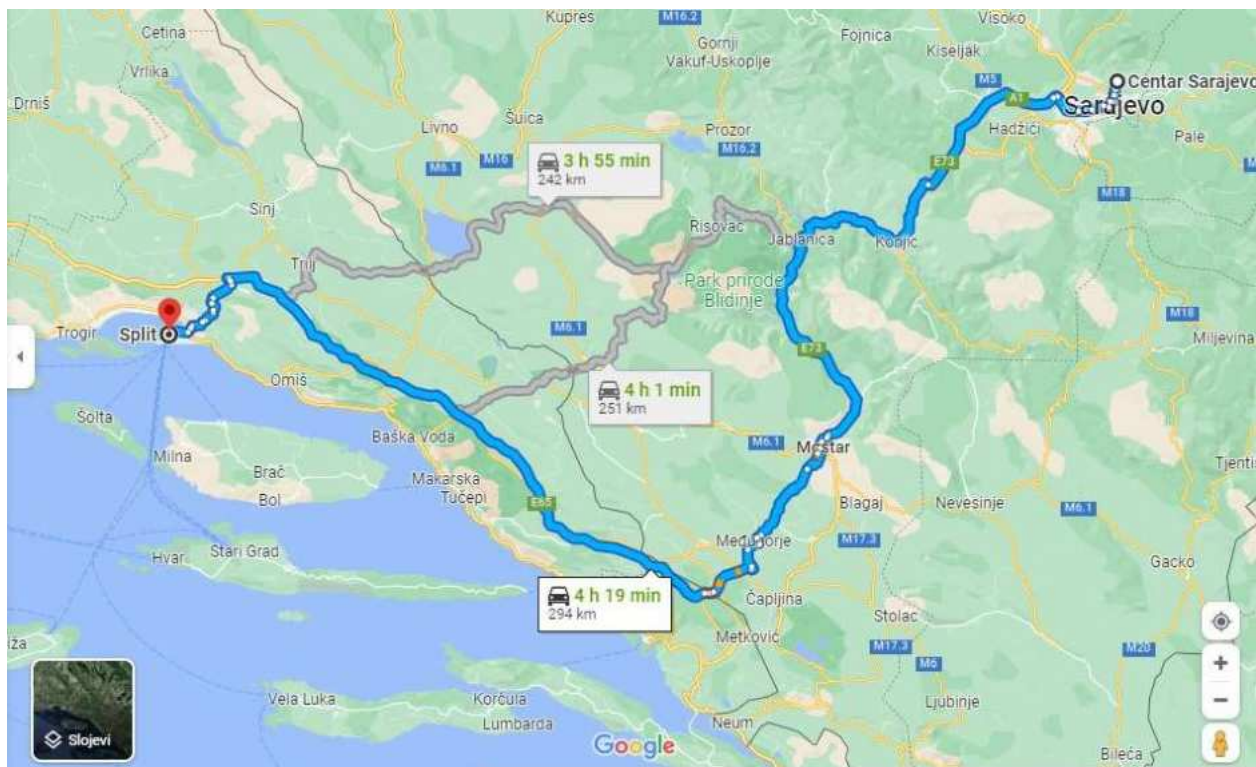 Kupres
M16.2
Visoko
Cetina
Gornji
Vakuf-Uskoplje
Fojnica
Kiseljak
Vrlika
M5
Centar Sarajevo
Drniš
A1
Sarajevo
Šuica
Livno
Prozor
Hadžići
Pale
M16.2
M16
M6.1
3 h 55 min
242 km
E73
M18
Sinj
Risovac
Jablanica
Konjic
Trilj
Park prirode
Blidinje
M18
Trogir
Split
M6.1
Miljevina
E73
Omiš
4 h 1 min
251 km
Šolta
Baška Voda
M6.1
Mostar
Milna
Brač
Makarska
Tučepi
Tjentiš
Bol
E65
Blagaj
Nevesinje
M6.1
Hvar
Stari Grad
Međugorje
M17.3
Gacko
4 h 19 min
294 km
Čapljina
Stolac
Metković
M17.3
M6
M20
iža
Vela Luka
Korčula
Lumbarda
Ljubinje
Neum
Slojevi
Google
Bileća